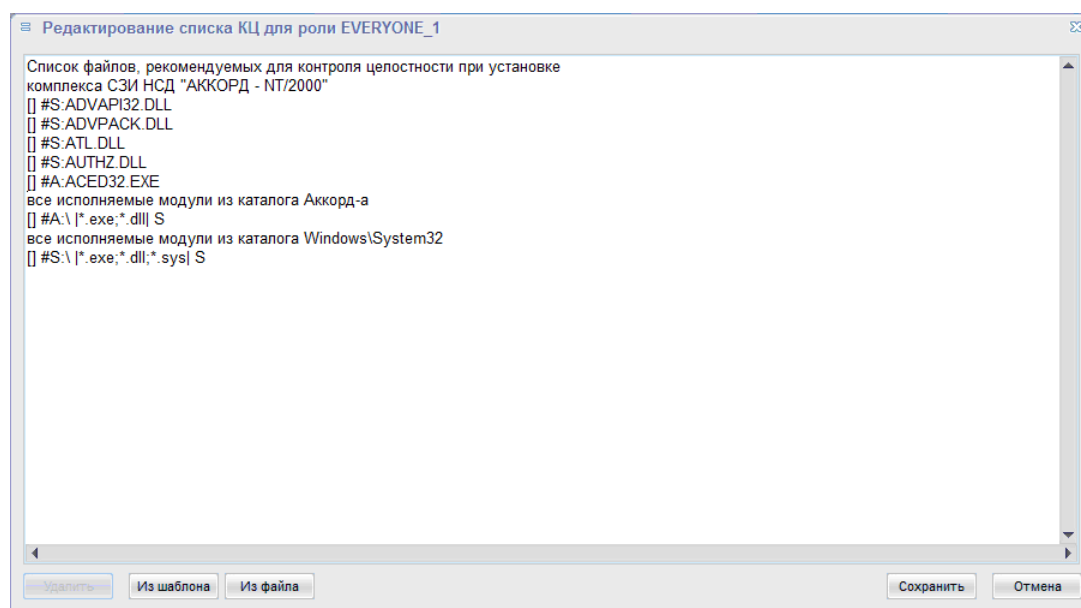 Редактирование списка КЦ для роли EVERYONE_1
Список файлов, рекомендуемых для контроля целостности при установке
комплекса СЗИ НСД "АККОРД - NT/2000"
[] #S:ADVAPI32.DLL
[] #S:ADVPACK.DLL
[] #S:ATL.DLL
[] #S:AUTHZ.DLL
[] #A:ACED32.EXE
все исполняемые модули из каталога Аккорд-а
[] #A:\ |*.exe;*.dll| S
все исполняемые модули из каталога Windows\System32
[] #S:\ |*.exe;*.dll;*.sys| S
Удалить Из шаблона Из файла Сохранить Отмена